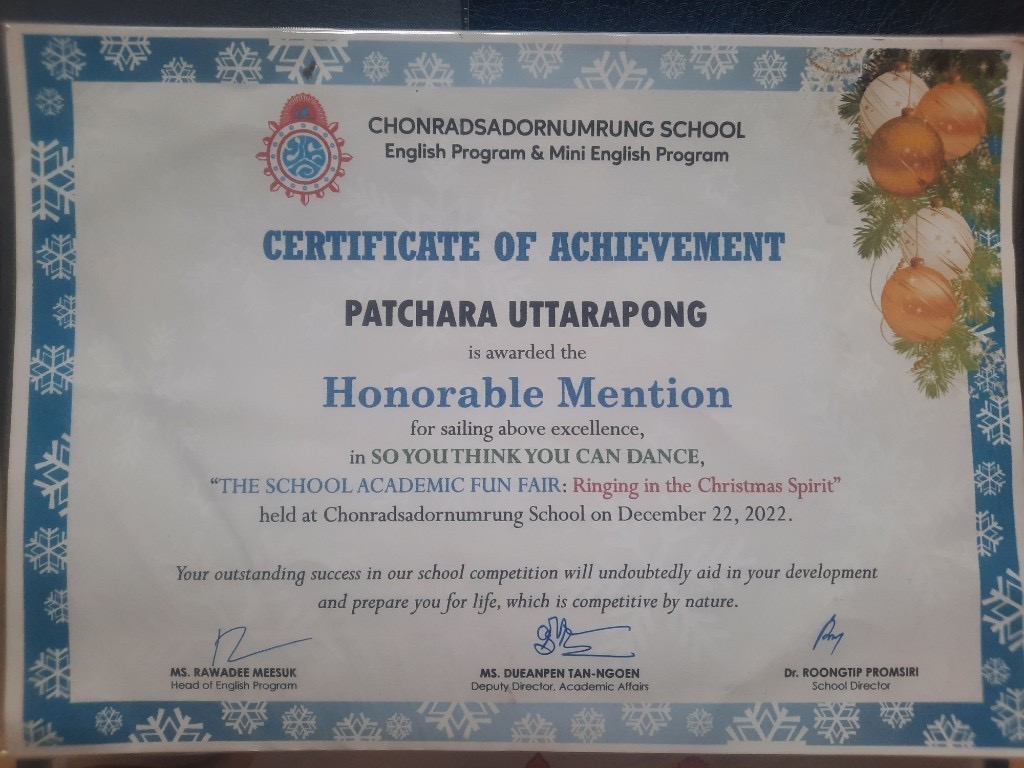 CHONRADSADORNUMRUNG SCHOOL
English Program & Mini English Program
CERTIFICATE OF ACHIEVEMENT
PATCHARA UTTARAPONG
is awarded the
Honorable Mention
for sailing above excellence,
in SO YOU THINK YOU CAN DANCE,
“THE SCHOOL ACADEMIC FUN FAIR: Ringing in the Christmas Spirit”
held at Chonradsadornumrung School on December 22, 2022.
Your outstanding success in our school competition will undoubtedly aid in your development
and prepare you for life, which is competitive by nature.
MS. RAWADEE MEESUK
Head of English Program
MS. DUEANPEN TAN-NGOEN
Deputy Director, Academic Affairs
Dr. ROONGTIP PROMSIRI
School Director